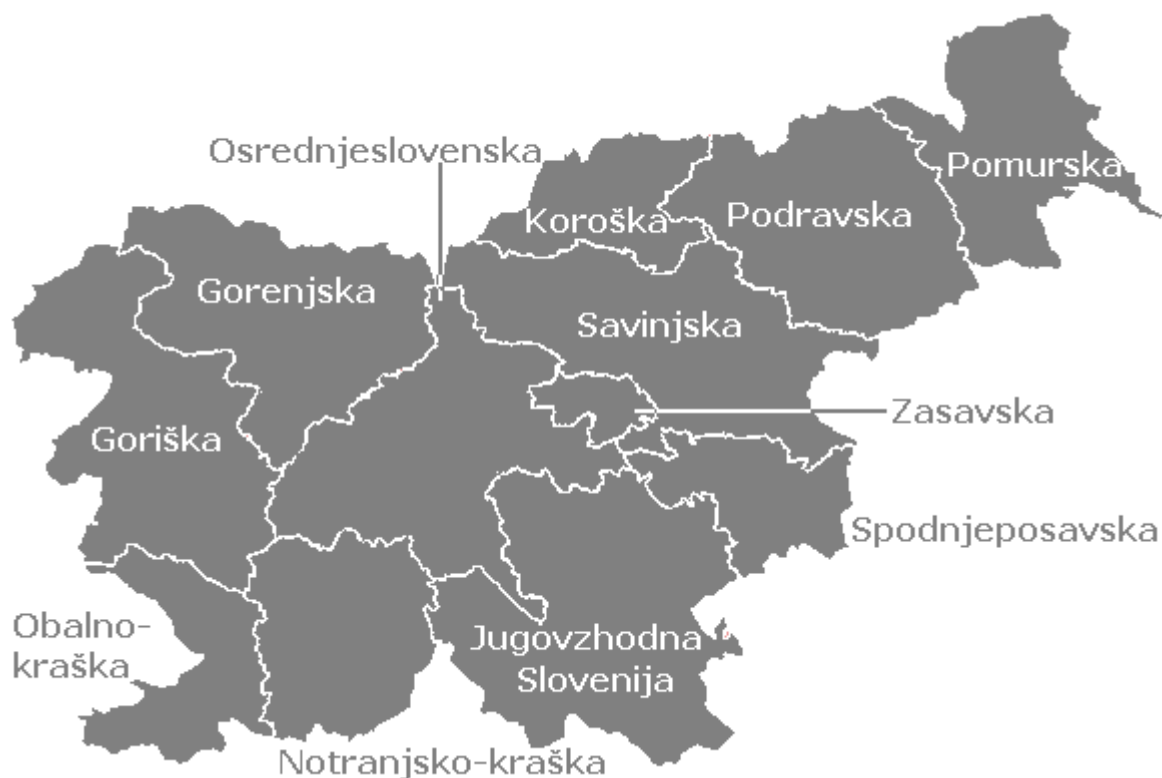 Osrednjeslovenska
Pomurska
Koroška
Podravska
Gorenjska
Savinjska
Zasavska
Goriška
Spodnjeposavska
Obalno-
kraška
Jugovzhodna
Slovenija
Notranjsko-kraška